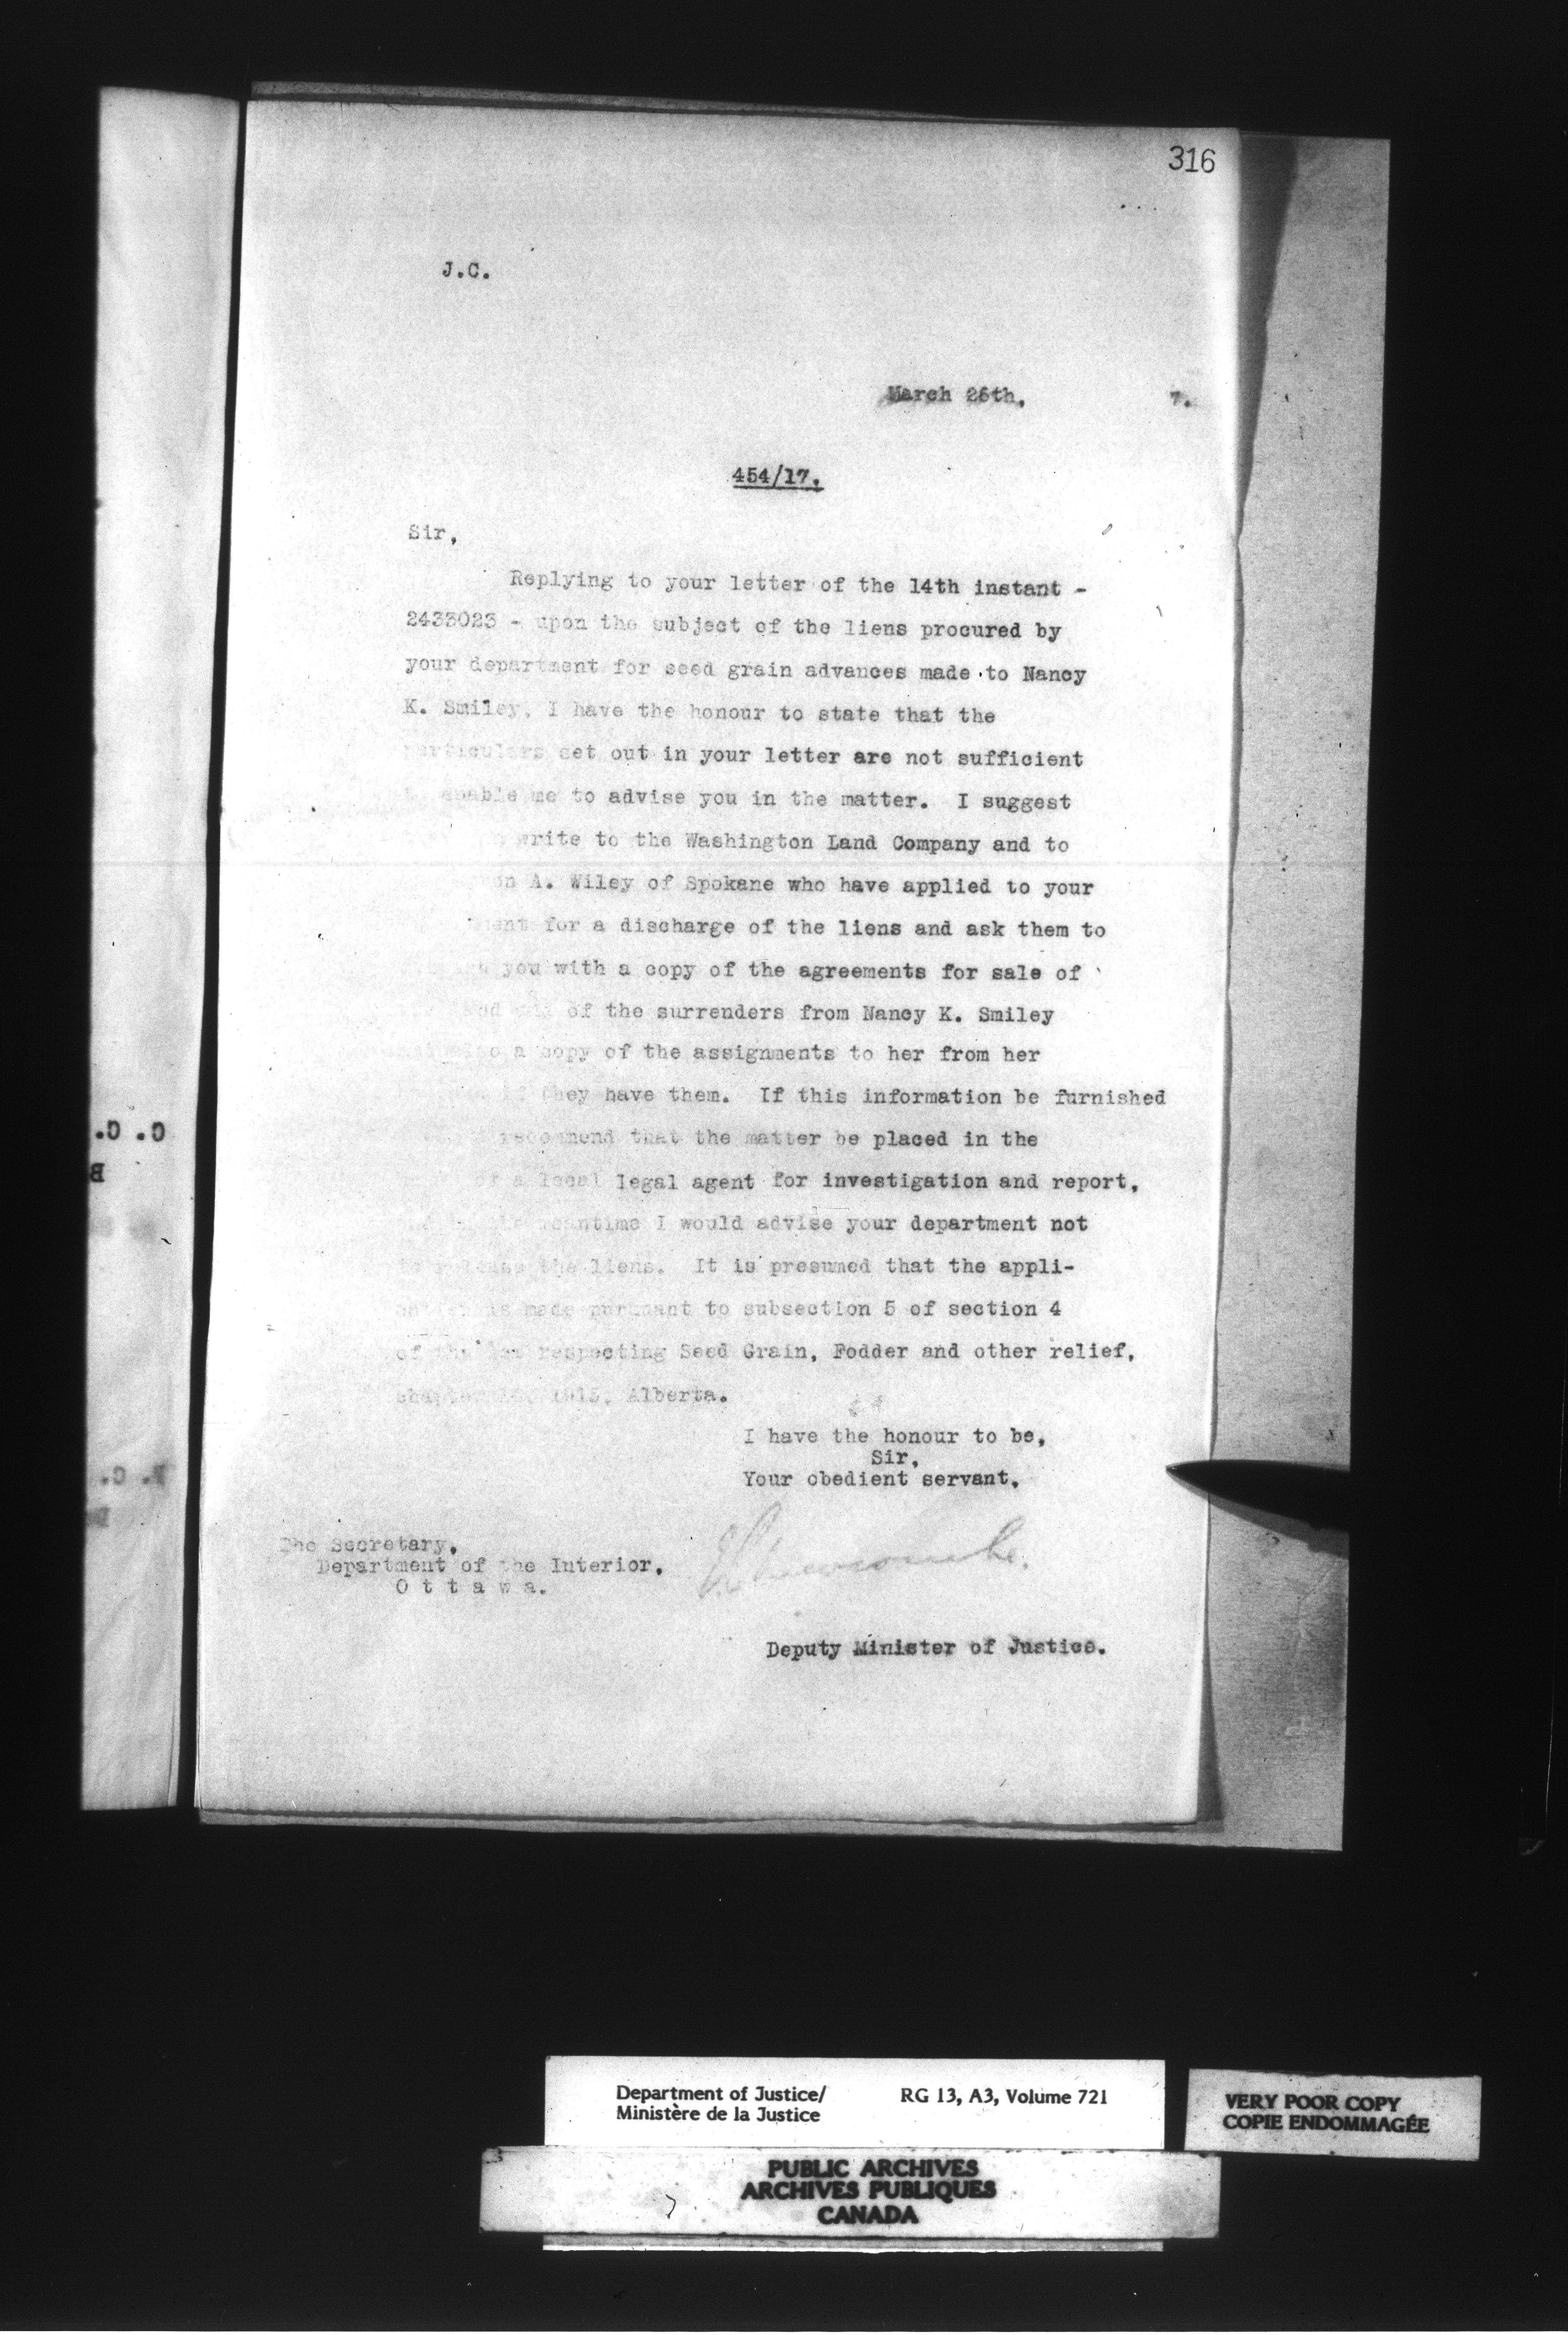 316
J.C.
March 26th, 7.
454/17.
Sir,
Replying to your letter of the 14th instant -
2433023 - upon the subject of the liens procured by
your department for seed grain advances made to Nancy
K. Smiley, I have the honour to state that the
particulars set out in your letter are not sufficient
enable me to advise you in the matter. I suggest
write to the Washington Land Company and to
A. Wiley of Spokane who have applied to your
for a discharge of the liens and ask them to
you with a copy of the agreements for sale of
of the surrenders from Nancy K. Smiley
a copy of the assignments to her from her
if they have them. If this information be furnished
recommend that the matter be placed in the
of a local legal agent for investigation and report,
meantime I would advise your department not
to release the liens. It is presumed that the appli-
is made pursuant to subsection 5 of section 4
of the Act respecting Seed Grain, Fodder and other relief,
1915, Alberta.
I have the honour to be,
Sir,
Your obedient servant,
The Secretary,
Department of the Interior,
Ottawa.
Deputy Minister of Justice.
Department of Justice/
Ministère de la Justice
RG 13, A3, Volume 721
VERY POOR COPY
COPIE ENDOMMAGÉE
PUBLIC ARCHIVES
ARCHIVES PUBLIQUES
CANADA